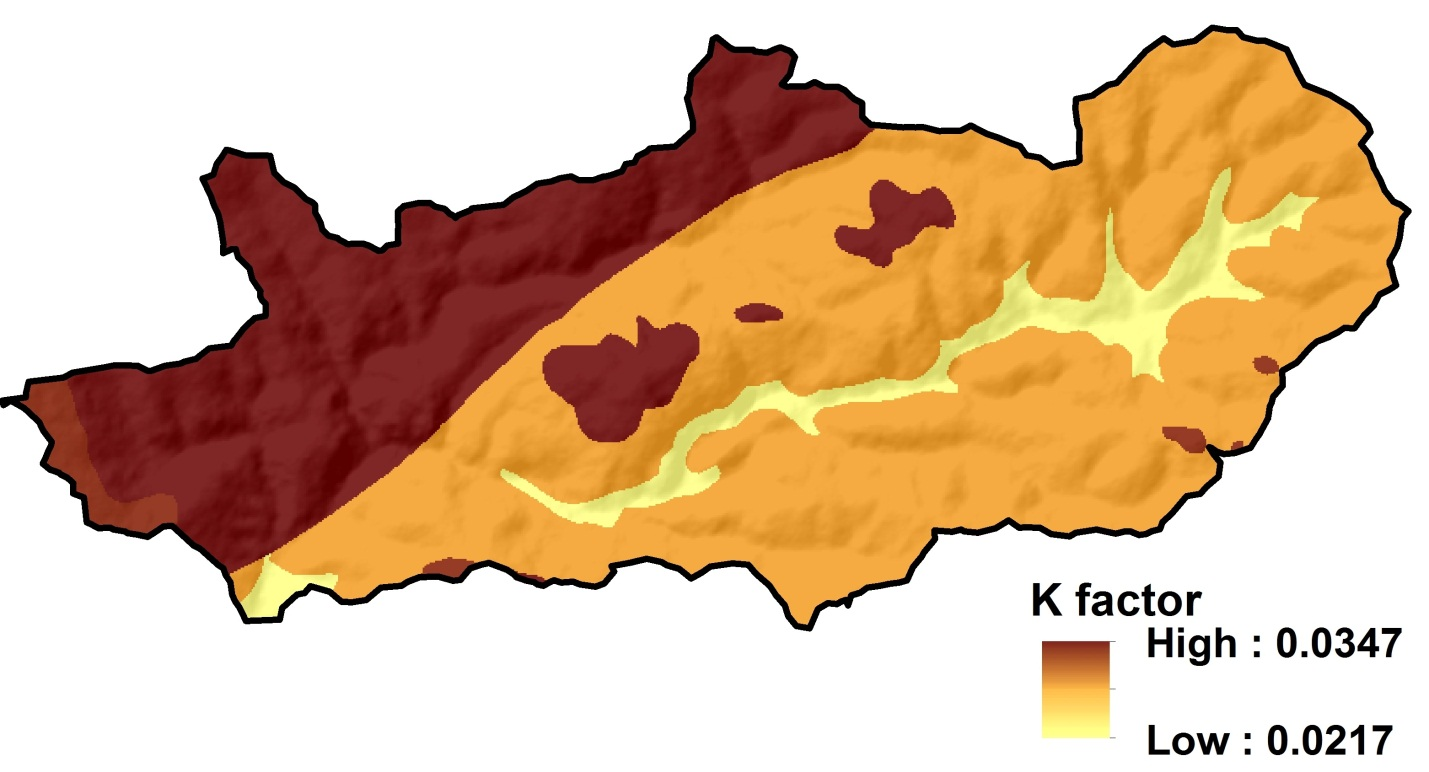 K factor
High : 0.0347
Low : 0.0217